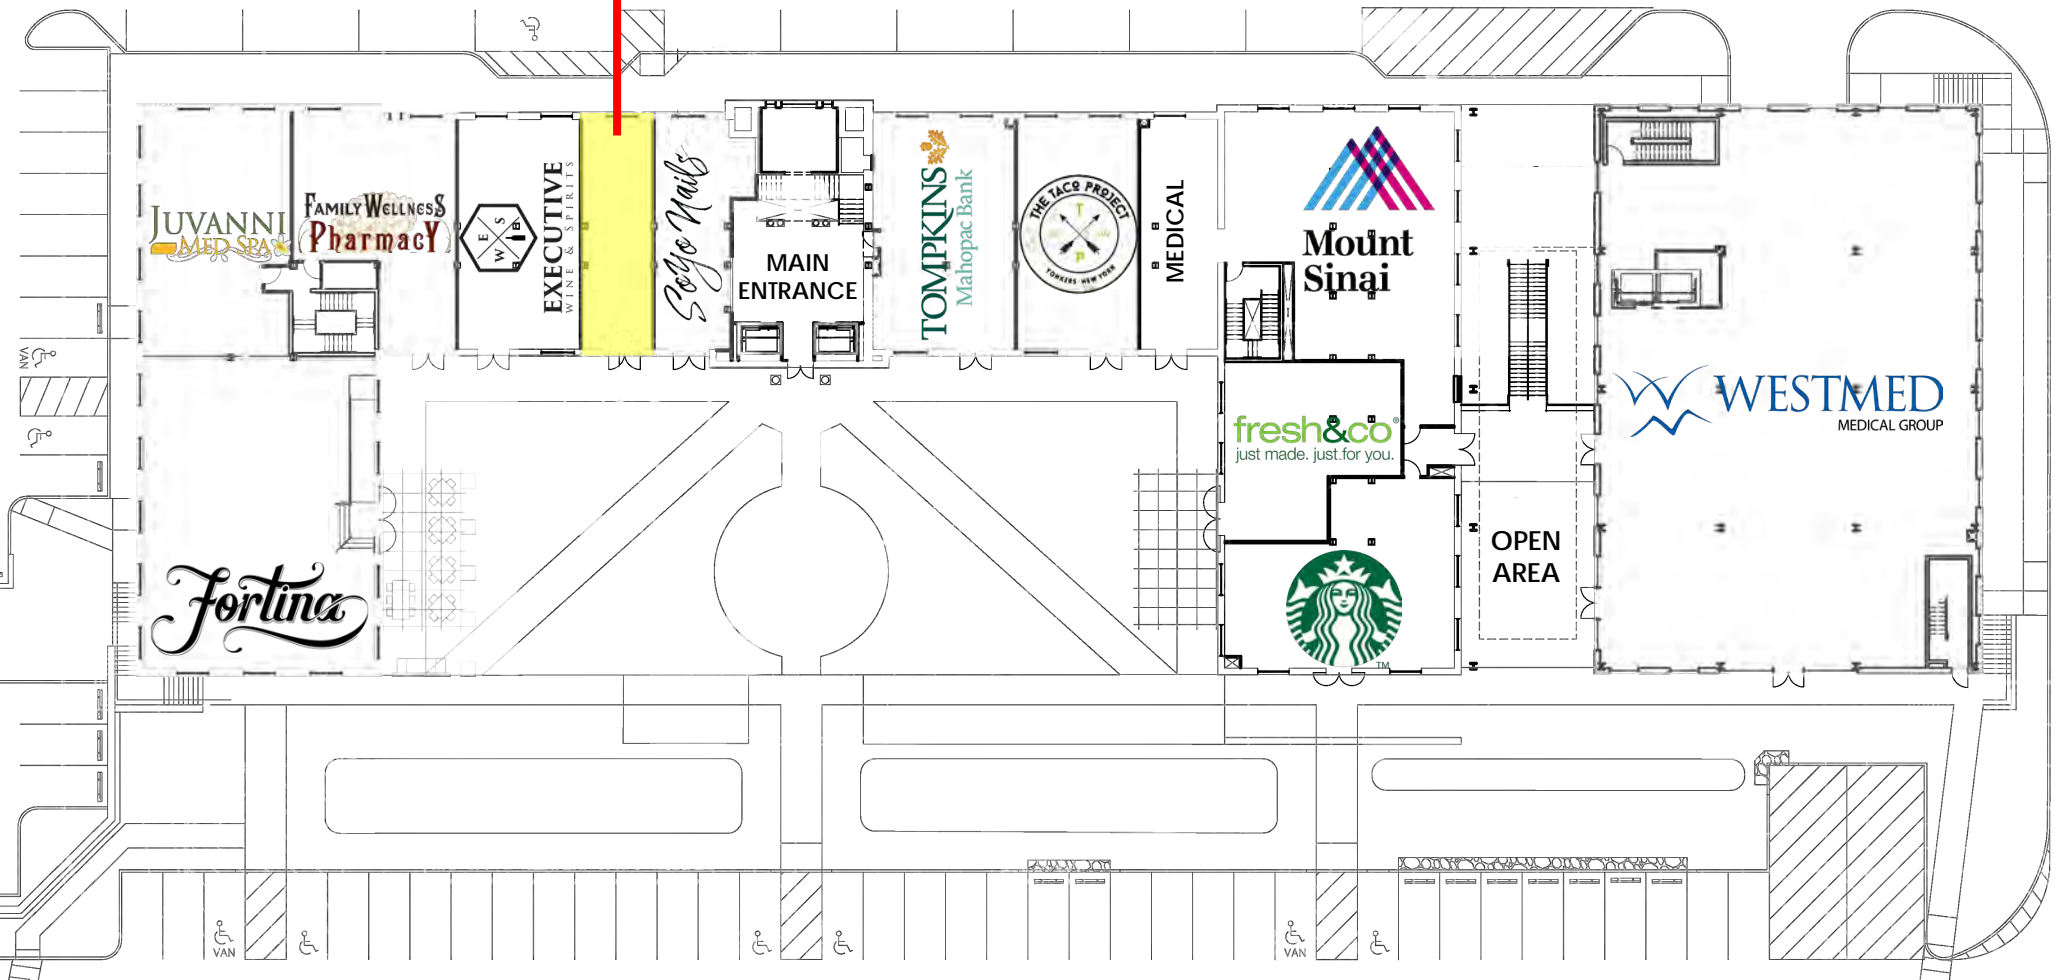 JUVANNI
MED SPA
FAMILY WELLNESS
PharmacY
W E S B
EXECUTIVE
WINE & SPIRITS
SoYo Nails
MAIN
ENTRANCE
TOMPKINS
Mahopac Bank
THE TACO PROJECT
T
P
YONKERS · NEW YORK
MEDICAL
Mount
Sinai
VAN
fresh&co®
just made. just for you.
WESTMED
MEDICAL GROUP
OPEN
AREA
Fortina
TM
VAN
VAN